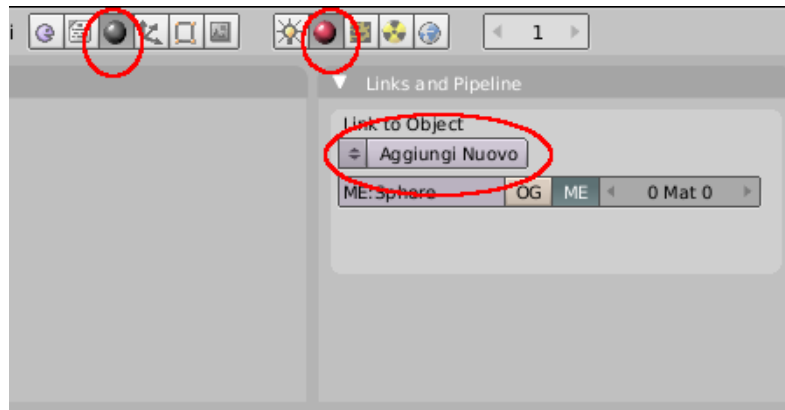 i
1
Links and Pipeline
Link to Object
Aggiungi Nuovo
ME:Sphere OG ME 0 Mat 0